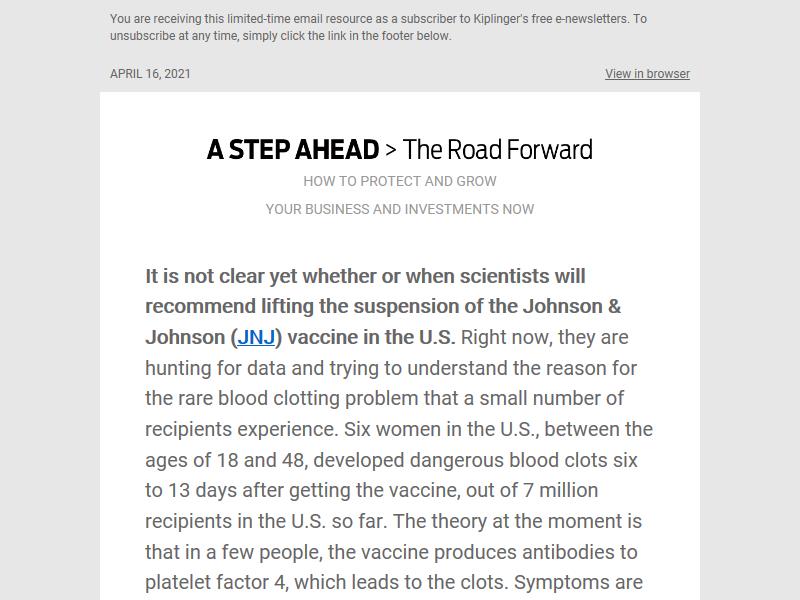 You are receiving this limited-time email resource as a subscriber to Kiplinger's free e-newsletters. To
unsubscribe at any time, simply click the link in the footer below.
APRIL 16, 2021
View in browser
A STEP AHEAD > The Road Forward
HOW TO PROTECT AND GROW
YOUR BUSINESS AND INVESTMENTS NOW
It is not clear yet whether or when scientists will
recommend lifting the suspension of the Johnson &
Johnson (JNJ) vaccine in the U.S. Right now, they are
hunting for data and trying to understand the reason for
the rare blood clotting problem that a small number of
recipients experience. Six women in the U.S., between the
ages of 18 and 48, developed dangerous blood clots six
to 13 days after getting the vaccine, out of 7 million
recipients in the U.S. so far. The theory at the moment is
that in a few people, the vaccine produces antibodies to
platelet factor 4, which leads to the clots. Symptoms are